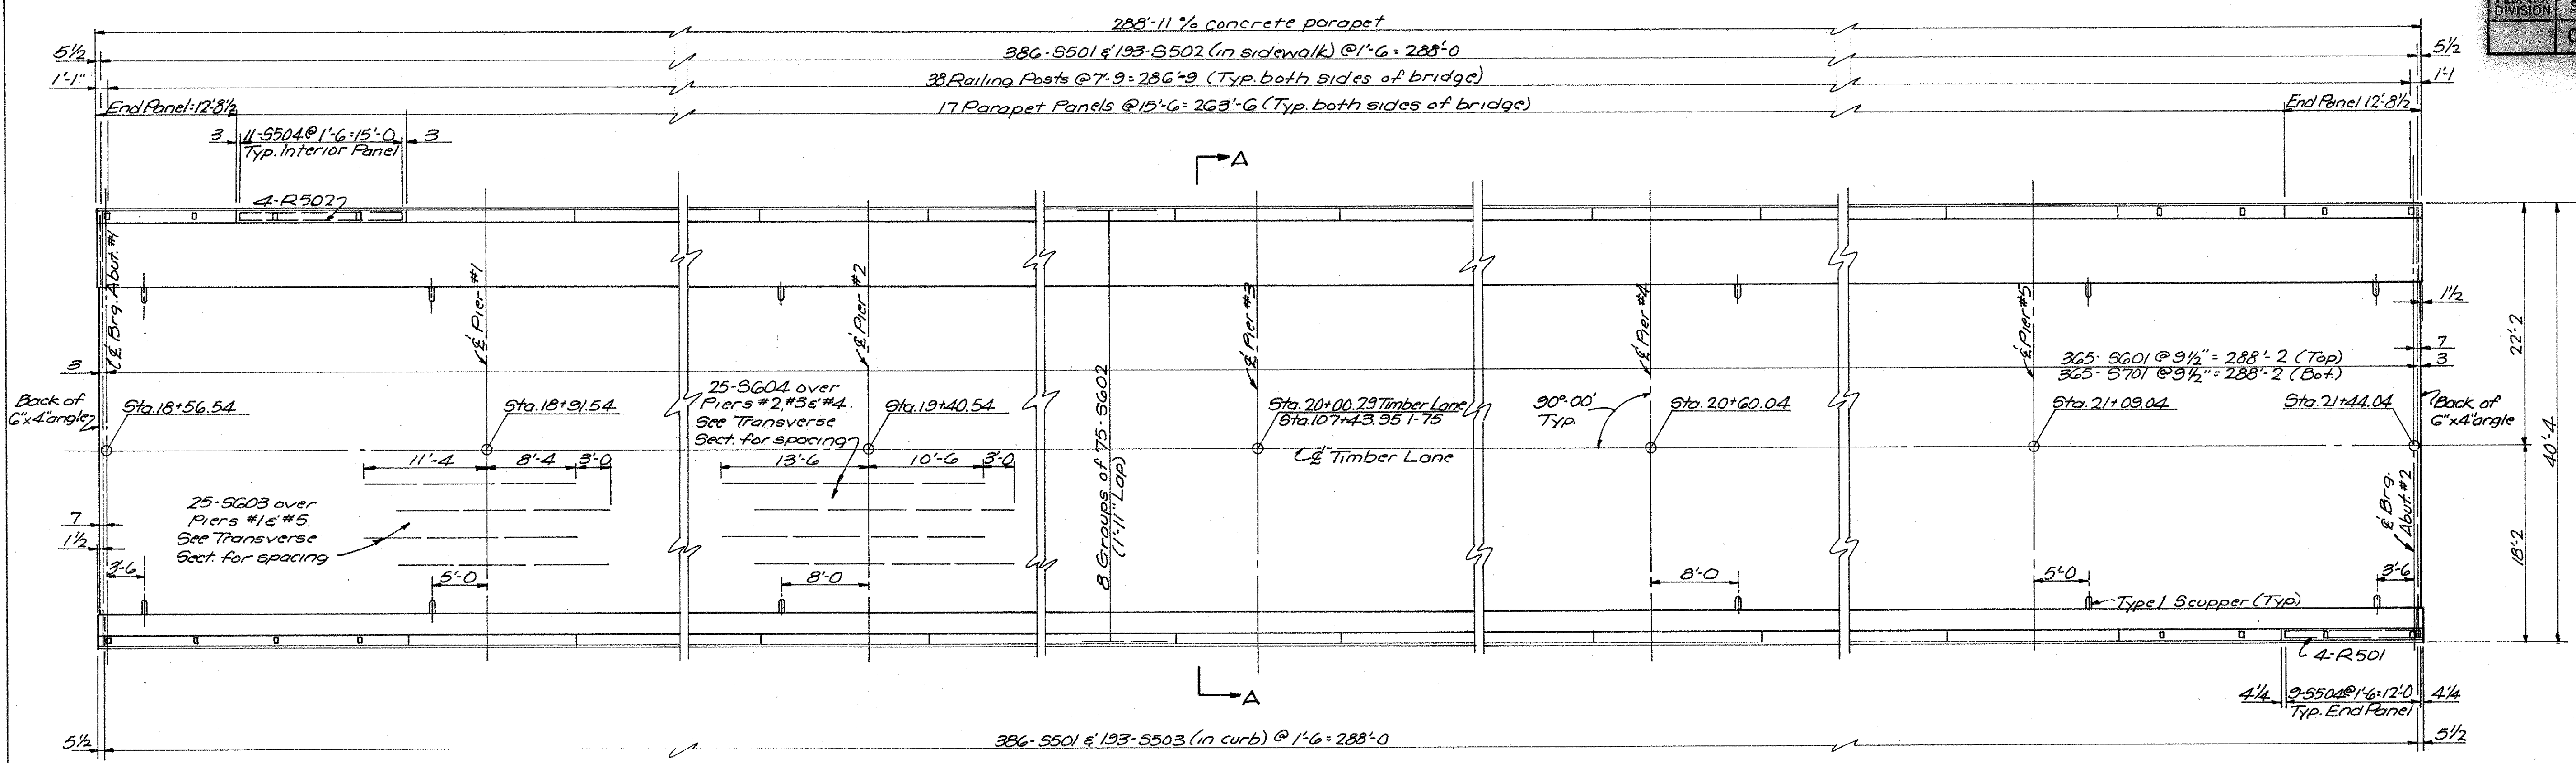 DIVISION
288'-11 % concrete parapet
5½
386-S501 & 193-S502 (in sidewalk) @ 1'-6 = 288'-0
5½
1'-1"
38 Railing Posts @ 7'-9 = 286'-9 (Typ. both sides of bridge)
1'-1
End Panel=12'-8½
17 Parapet Panels @ 15'-6 = 263'-6 (Typ. both sides of bridge)
End Panel 12'-8½
3
11-S504 @ 1'-6 = 15'-0
3
Typ. Interior Panel
A
4-R502
℄ Brg. Abut. #1
℄ Pier #1
℄ Pier #2
℄ Pier #3
℄ Pier #4
℄ Pier #5
1½
22'-2
40'-4
7
3
365-S601 @ 9½" = 288'-2 (Top)
3
365-S701 @ 9½" = 288'-2 (Bot.)
Back of
6"x4" angle
Sta. 18+56.54
Sta. 18+91.54
25-S604 over
Piers #2, #3 & #4.
See Transverse
Sect. for spacing
Sta. 19+40.54
8 Groups of 75-S602
(1'-11" Lap)
Sta. 20+00.29 Timber Lane
Sta. 107+43.95 I-75
90°-00'
Typ.
Sta. 20+60.04
Sta. 21+09.04
Sta. 21+44.04
Back of
6"x4" angle
℄ Timber Lane
11'-4
8'-4
3'-0
13'-6
10'-6
3'-0
25-S603 over
Piers #1 & #5.
See Transverse
Sect. for spacing
7
1½
℄ Brg.
Abut. #2
18'-2
3'-6
5'-0
8'-0
8'-0
5'-0
3'-6
Type 1 Scupper (Typ)
4-R501
A
4¼
9-S504 @ 1'-6 = 12'-0
4¼
Typ. End Panel
5½
386-S501 & 193-S503 (in curb) @ 1'-6 = 288'-0
5½